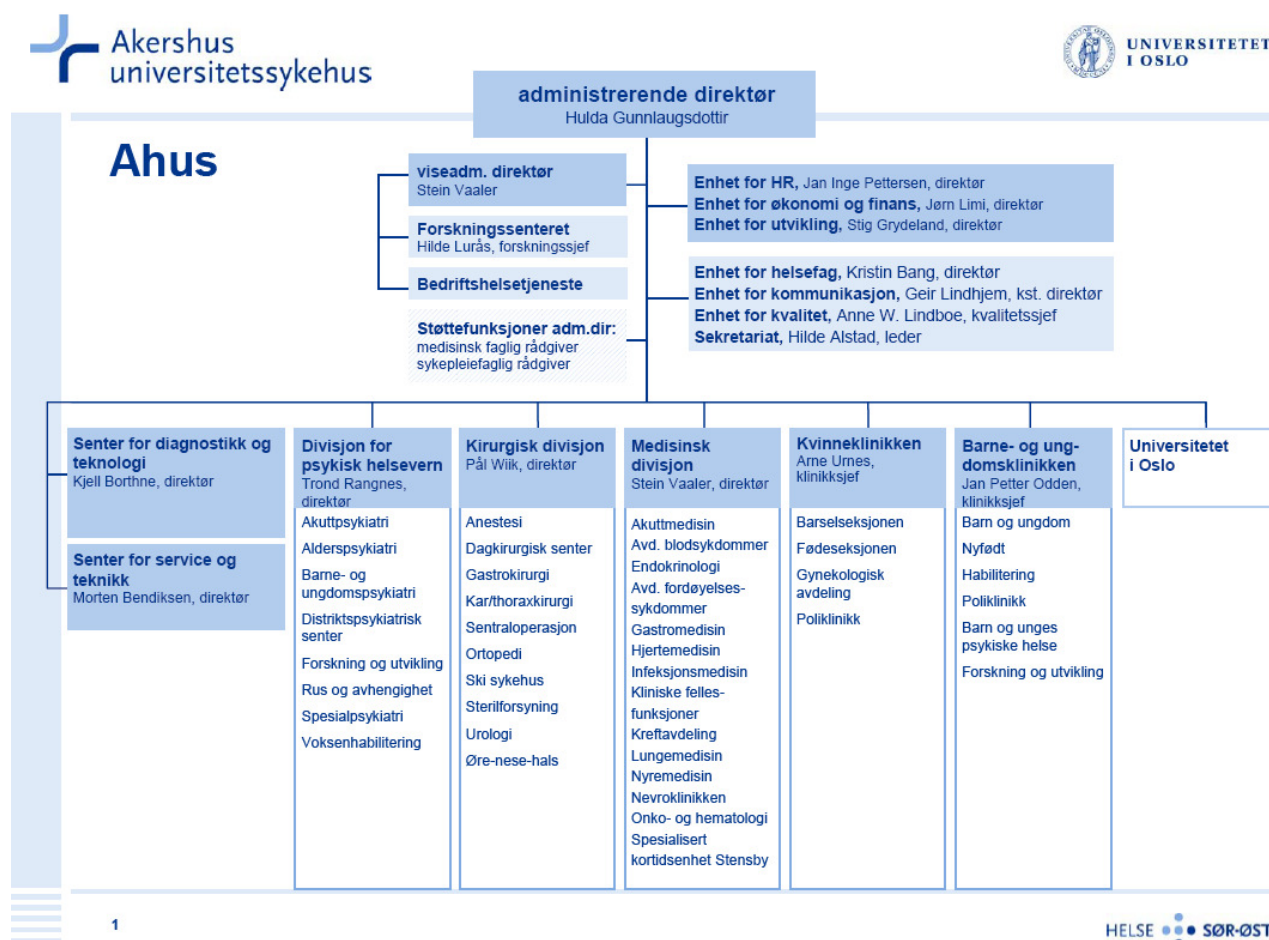 Akershus
universitetssykehus
UNIVERSITETET
I OSLO
administrerende direktør
Hulda Gunnlaugsdottir
Ahus
viseadm. direktør
Stein Vaaler
Forskningssenteret
Hilde Lurås, forskningssjef
Bedriftshelsetjeneste
Støttefunksjoner adm.dir:
medisinsk faglig rådgiver
sykepleiefaglig rådgiver
Enhet for HR, Jan Inge Pettersen, direktør
Enhet for økonomi og finans, Jørn Limi, direktør
Enhet for utvikling, Stig Grydeland, direktør
Enhet for helsefag, Kristin Bang, direktør
Enhet for kommunikasjon, Geir Lindhjem, kst. direktør
Enhet for kvalitet, Anne W. Lindboe, kvalitetssjef
Sekretariat, Hilde Alstad, leder
Senter for diagnostikk og
teknologi
Kjell Borthne, direktør
Senter for service og
teknikk
Morten Bendiksen, direktør
Divisjon for
psykisk helsevern
Trond Rangnes,
direktør
Akuttpsykiatri
Alderspsykiatri
Barne- og
ungdomspsykiatri
Distriktspsykiatrisk
senter
Forskning og utvikling
Rus og avhengighet
Spesialpsykiatri
Voksenhabilitering
Kirurgisk divisjon
Pål Wiik, direktør
Anestesi
Dagkirurgisk senter
Gastrokirurgi
Kar/thoraxkirurgi
Sentraloperasjon
Ortopedi
Ski sykehus
Sterilforsyning
Urologi
Øre-nese-hals
Medisinsk
divisjon
Stein Vaaler, direktør
Akuttmedisin
Avd. blodsykdommer
Endokrinologi
Avd. fordøyelses-
sykdommer
Gastromedisin
Hjertemedisin
Infeksjonsmedisin
Kliniske felles-
funksjoner
Kreftavdeling
Lungemedisin
Nyremedisin
Nevroklinikken
Onko- og hematologi
Spesialisert
kortidsenhet Stensby
Kvinneklinikken
Arne Urnes,
klinikksjef
Barselseksjonen
Fødeseksjonen
Gynekologisk
avdeling
Poliklinikk
Barne- og ung-
domsklinikken
Jan Petter Odden,
klinikksjef
Barn og ungdom
Nyfødt
Habilitering
Poliklinikk
Barn og unges
psykiske helse
Forskning og utvikling
Universitetet
i Oslo
1
HELSE SØR-ØST